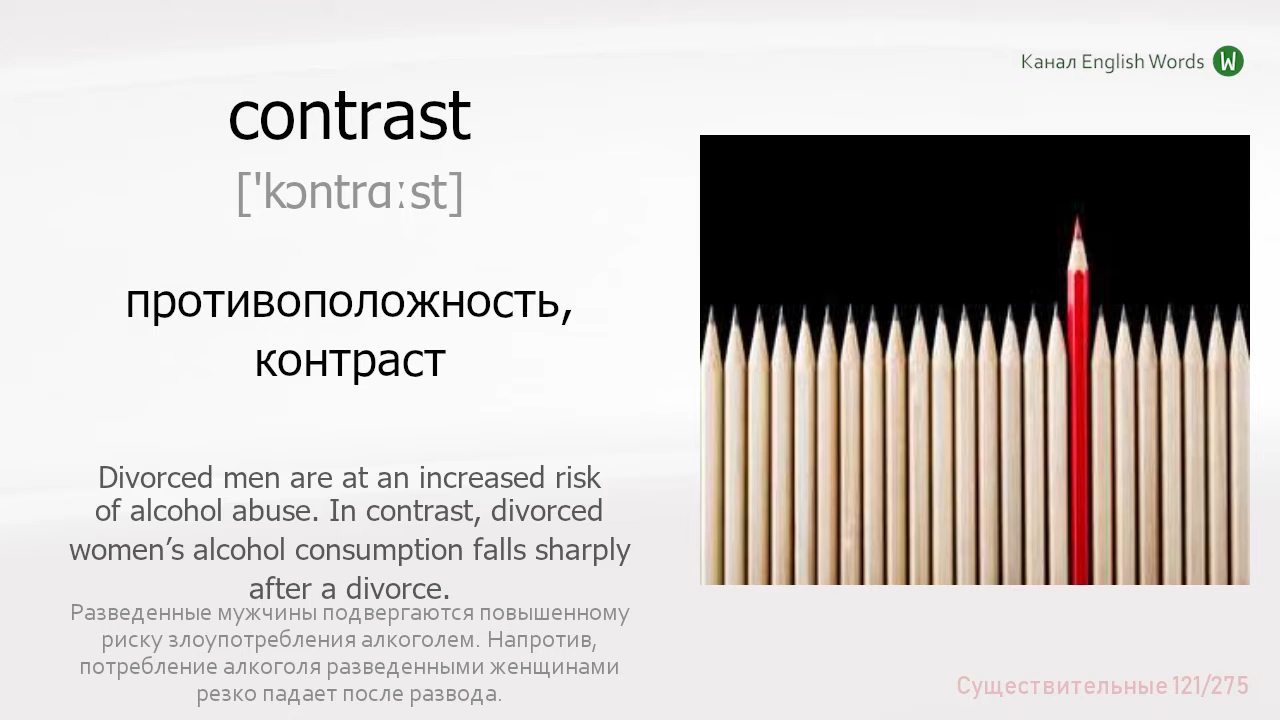 Канал English Words W
contrast
['kɔntrɑːst]
противоположность,
контраст
Divorced men are at an increased risk
of alcohol abuse. In contrast, divorced
women’s alcohol consumption falls sharply
after a divorce.
Разведенные мужчины подвергаются повышенному
риску злоупотребления алкоголем. Напротив,
потребление алкоголя разведенными женщинами
резко падает после развода.
Существительные 121/275